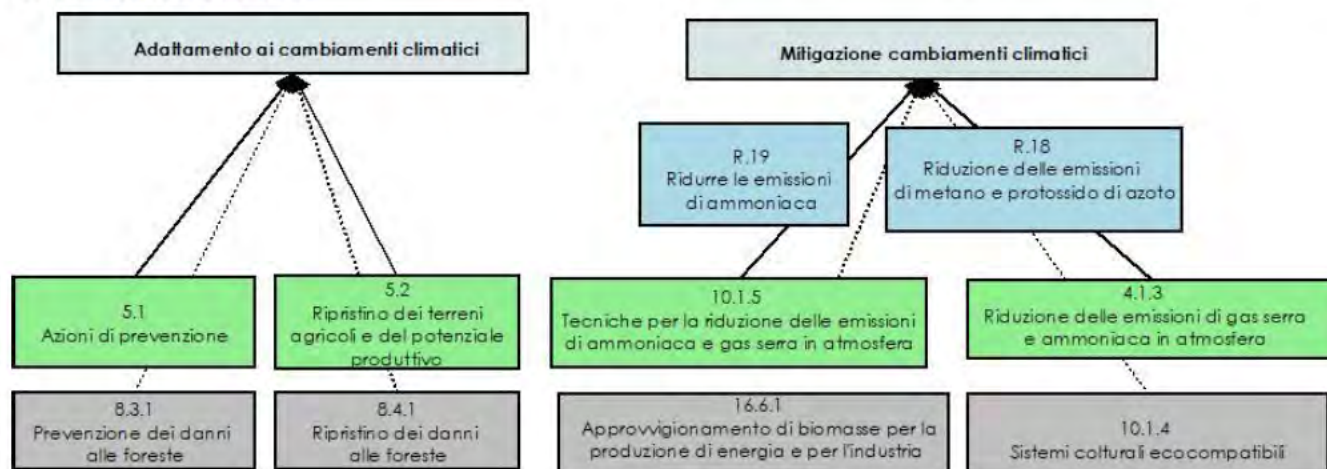 Adattamento ai cambiamenti climatici
Mitigazione cambiamenti climatici
R.19
Ridurre le emissioni
di ammoniaca
R.18
Riduzione delle emissioni
di metano e protossido di azoto
5.1
Azioni di prevenzione
5.2
Ripristino dei terreni
agricoli e del potenziale
produttivo
10.1.5
Tecniche per la riduzione delle emissioni
di ammoniaca e gas serra in atmosfera
4.1.3
Riduzione delle emissioni di gas serra
e ammoniaca in atmosfera
8.3.1
Prevenzione dei danni
alle foreste
8.4.1
Ripristino dei danni
alle foreste
16.6.1
Approvvigionamento di biomasse per la
produzione di energia e per l'industria
10.1.4
Sistemi colturali ecocompatibili